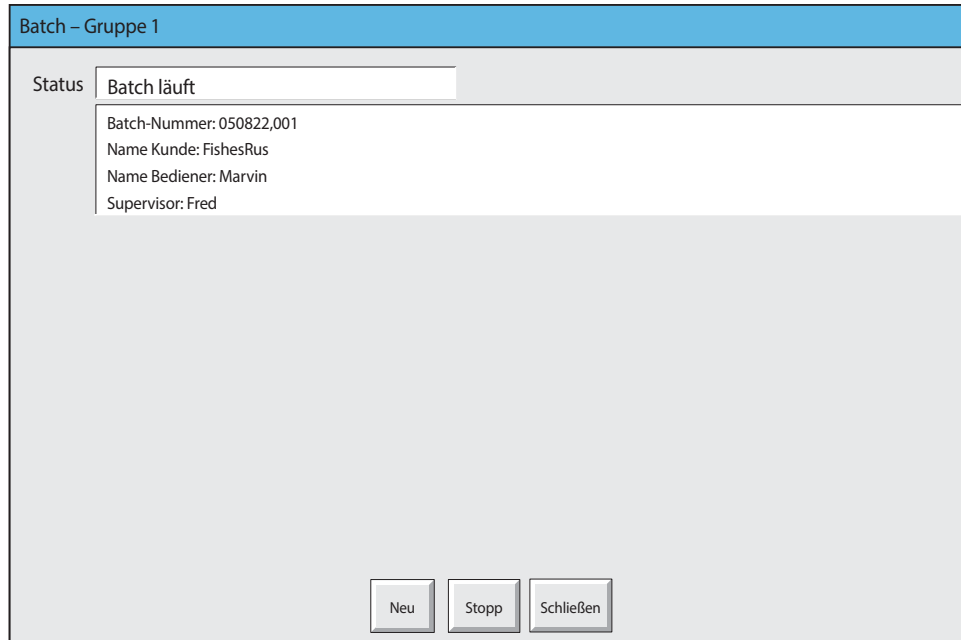 Batch – Gruppe 1
Status Batch läuft
Batch-Nummer: 050822,001
Name Kunde: FishesRus
Name Bediener: Marvin
Supervisor: Fred
Neu Stopp Schließen